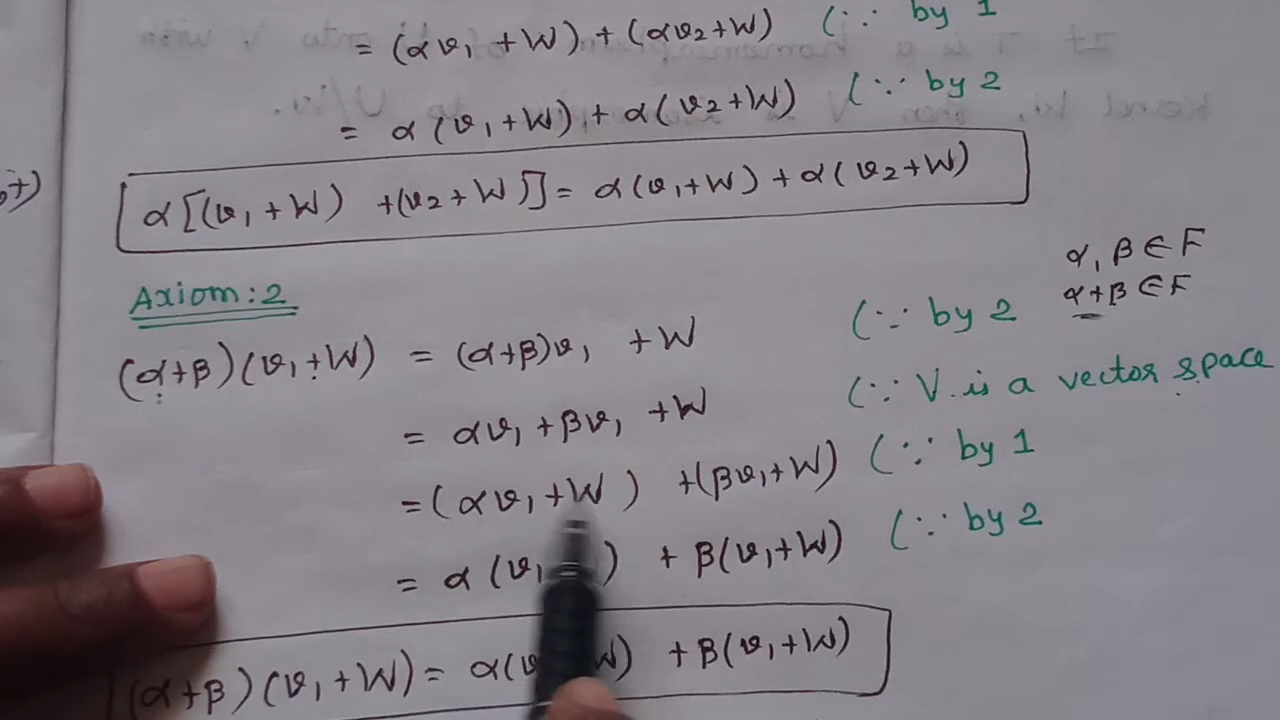 = (αv₁ + W) + (αv₂+W) (∵ by 1
= α (v₁+W) + α(v₂+W) (∵ by 2
α[(v₁+W) +(v₂+W)] = α(v₁+W) + α(v₂+W)
α, β ∈ F
Axiom:2
α+β ∈ F
(α+β)(v₁+W) = (α+β)v₁ +W (∵ by 2
= αv₁ + βv₁ +W (∵ V is a vector space
=(αv₁+W) +(βv₁+W) (∵ by 1
= α (v₁ ) + β(v₁+W) (∵ by 2
(α+β)(v₁+W) = α(v W) + β(v₁+W)